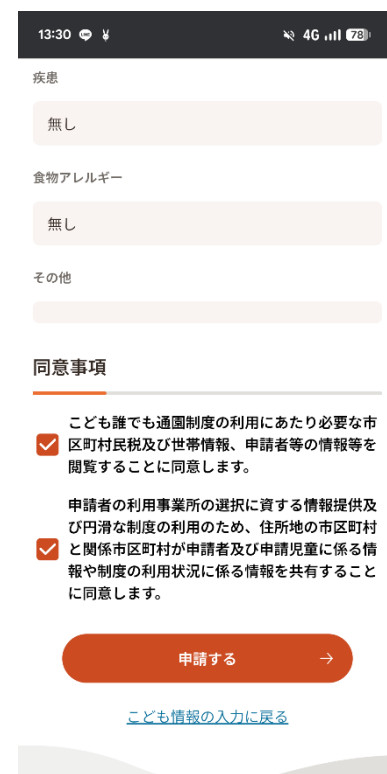 13:30 4G 78
疾患
無し
食物アレルギー
無し
その他
同意事項
こども誰でも通園制度の利用にあたり必要な市
区町村民税及び世帯情報、申請者等の情報等を
閲覧することに同意します。
申請者の利用事業所の選択に資する情報提供及
び円滑な制度の利用のため、住所地の市区町村
と関係市区町村が申請者及び申請児童に係る情
報や制度の利用状況に係る情報を共有すること
に同意します。
申請する →
こども情報の入力に戻る